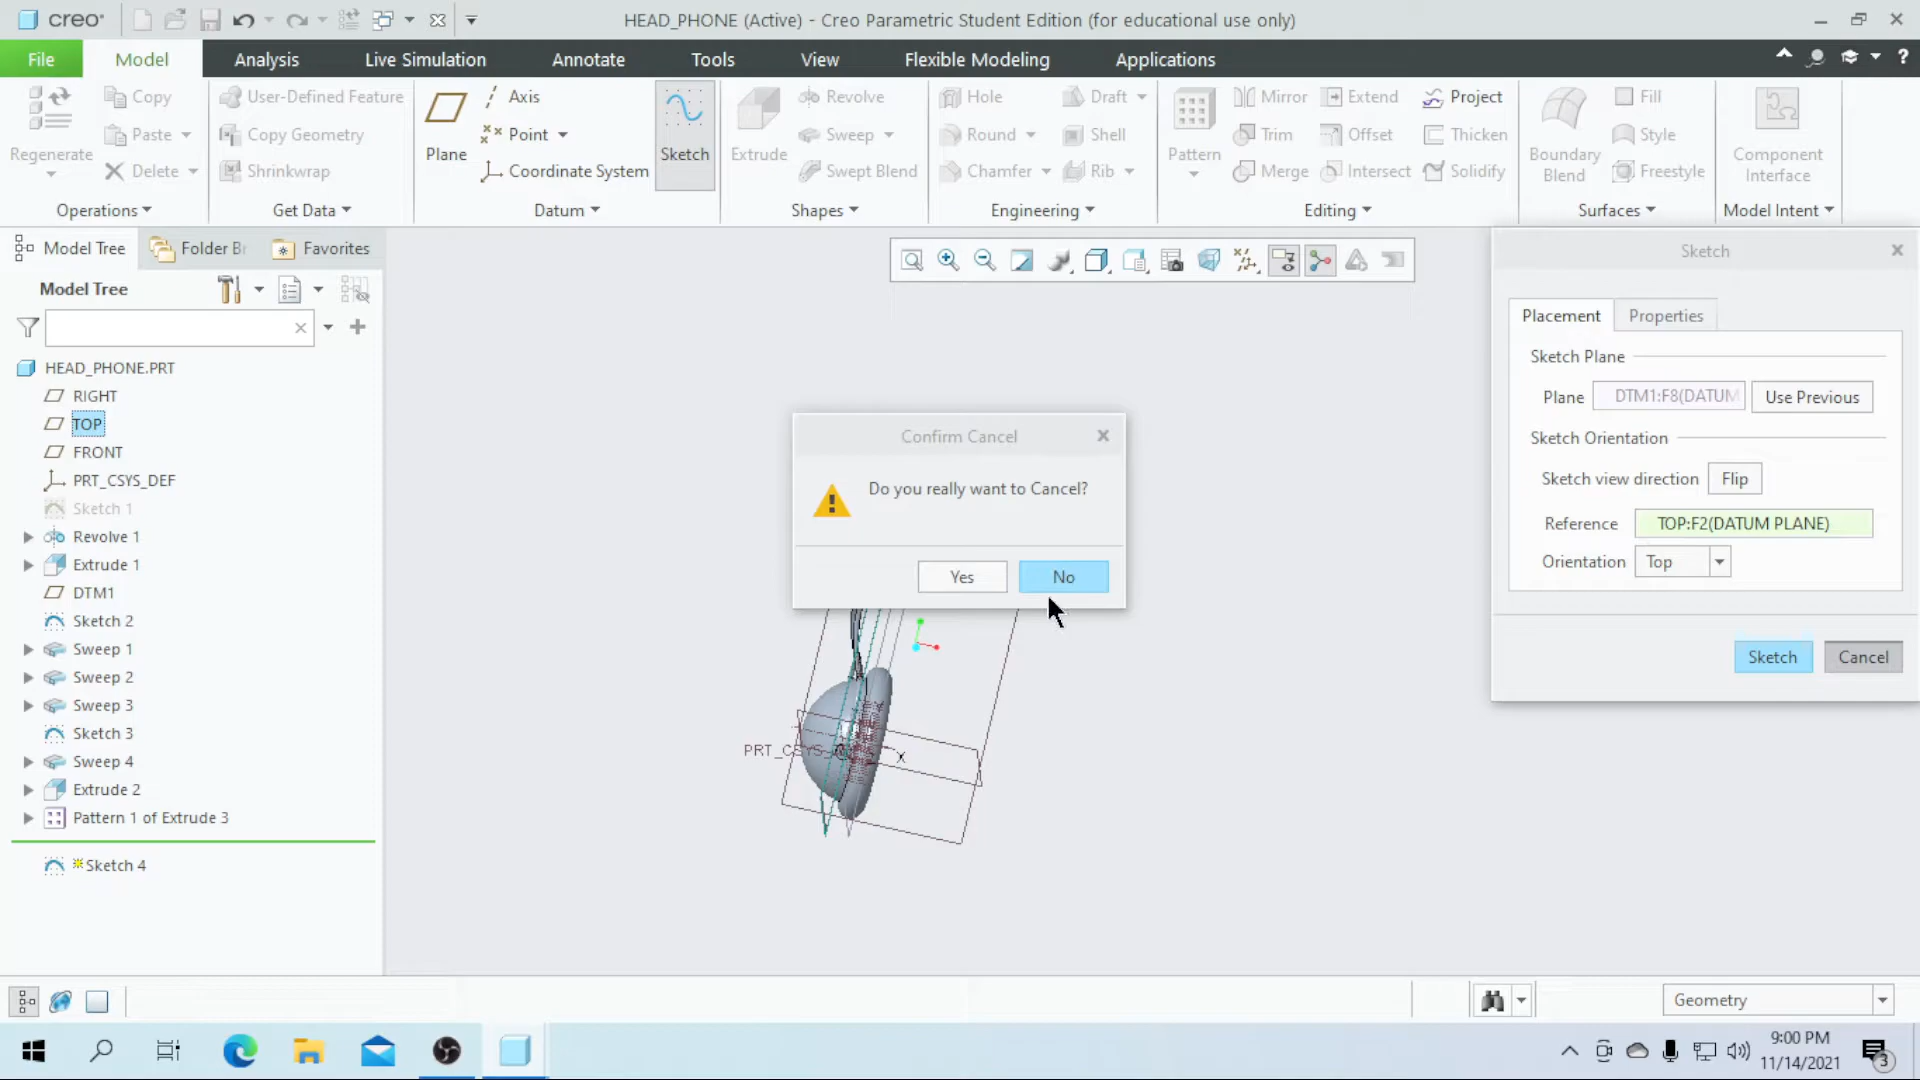 creo®
HEAD_PHONE (Active) - Creo Parametric Student Edition (for educational use only)
File
Model
Analysis
Live Simulation
Annotate
Tools
View
Flexible Modeling
Applications
Regenerate
Copy
Paste
Delete
Operations
User-Defined Feature
Copy Geometry
Shrinkwrap
Get Data
Plane
Axis
Point
Coordinate System
Datum
Sketch
Extrude
Revolve
Sweep
Swept Blend
Shapes
Hole
Round
Chamfer
Draft
Shell
Rib
Engineering
Pattern
Mirror
Trim
Merge
Extend
Offset
Intersect
Project
Thicken
Solidify
Editing
Boundary
Blend
Fill
Style
Freestyle
Surfaces
Component
Interface
Model Intent
Model Tree
Folder Br
Favorites
Model Tree
HEAD_PHONE.PRT
RIGHT
TOP
FRONT
PRT_CSYS_DEF
Sketch 1
Revolve 1
Extrude 1
DTM1
Sketch 2
Sweep 1
Sweep 2
Sweep 3
Sketch 3
Sweep 4
Extrude 2
Pattern 1 of Extrude 3
Sketch 4
Confirm Cancel
Do you really want to Cancel?
Yes
No
PRT_CSYS_
X
Sketch
Placement
Properties
Sketch Plane
Plane
DTM1:F8(DATUM
Use Previous
Sketch Orientation
Sketch view direction
Flip
Reference
TOP:F2(DATUM PLANE)
Orientation
Top
Sketch
Cancel
Geometry
9:00 PM
11/14/2021
3